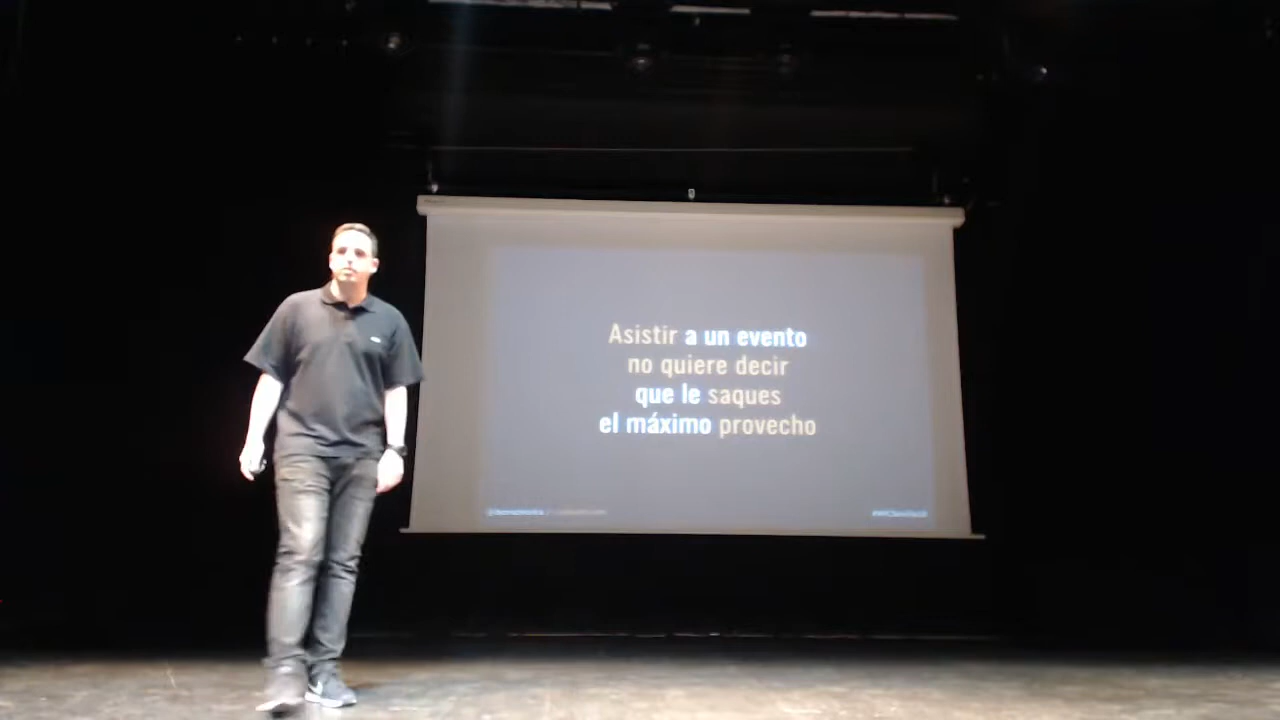 Asistir a un evento
no quiere decir
que le saques
el máximo provecho